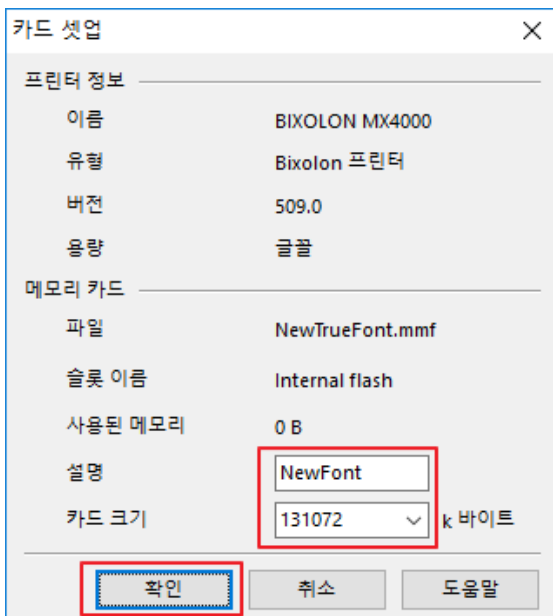 카드 셋업
프린터 정보
이름 BIXOLON MX4000
유형 Bixolon 프린터
버전 509.0
용량 글꼴
메모리 카드
파일 NewTrueFont.mmf
슬롯 이름 Internal flash
사용된 메모리 0 B
설명 NewFont
카드 크기 131072 k 바이트
확인 취소 도움말